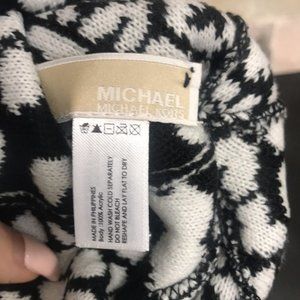 MICHAEL
MICHAEL KORS
MADE IN PHILIPPINES
Body: 100% Acrylic
HAND WASH COLD SEPARATELY
DO NOT BLEACH
RESHAPE AND LAY FLAT TO DRY